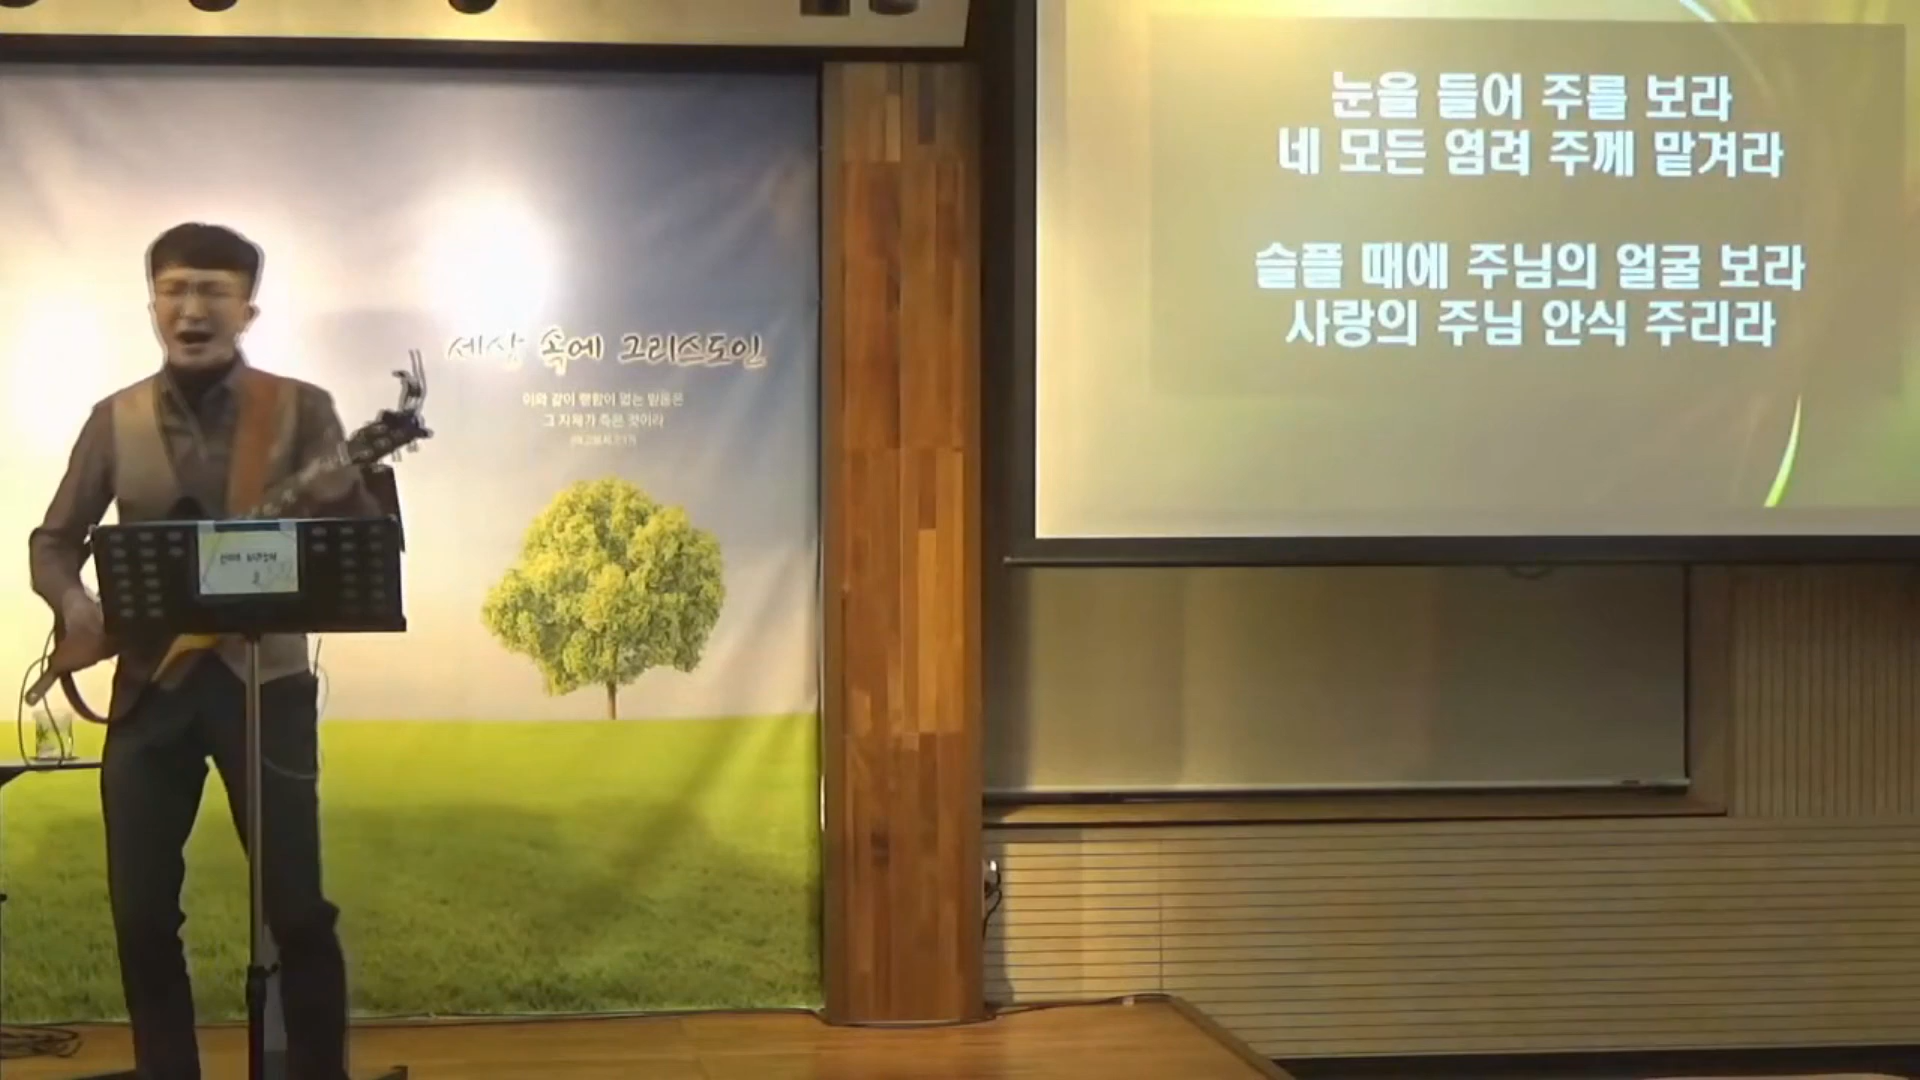 눈을 들어 주를 보라
네 모든 염려 주께 맡겨라
슬플 때에 주님의 얼굴 보라
사랑의 주님 안식 주리라
세상 속에 그리스도인
이와 같이 행함이 없는 믿음은
그 자체가 죽은 것이라